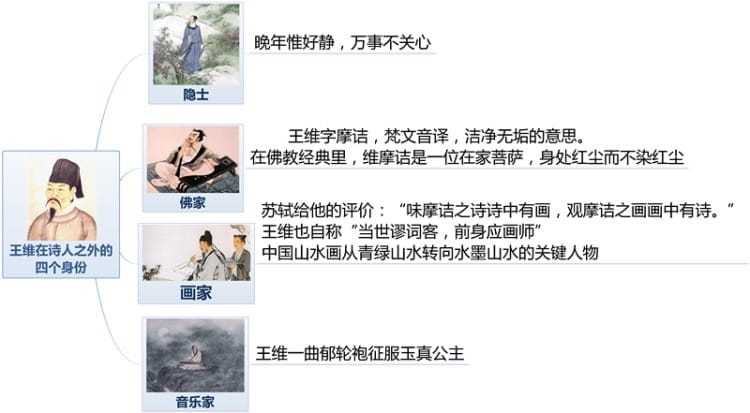 王维在诗人之外的
四个身份
隐士
晚年惟好静，万事不关心
佛家
王维字摩诘，梵文音译，洁净无垢的意思。
在佛教经典里，维摩诘是一位在家菩萨，身处红尘而不染红尘
画家
苏轼给他的评价：“味摩诘之诗诗中有画，观摩诘之画画中有诗。”
王维也自称“当世谬词客，前身应画师”
中国山水画从青绿山水转向水墨山水的关键人物
音乐家
王维一曲郁轮袍征服玉真公主